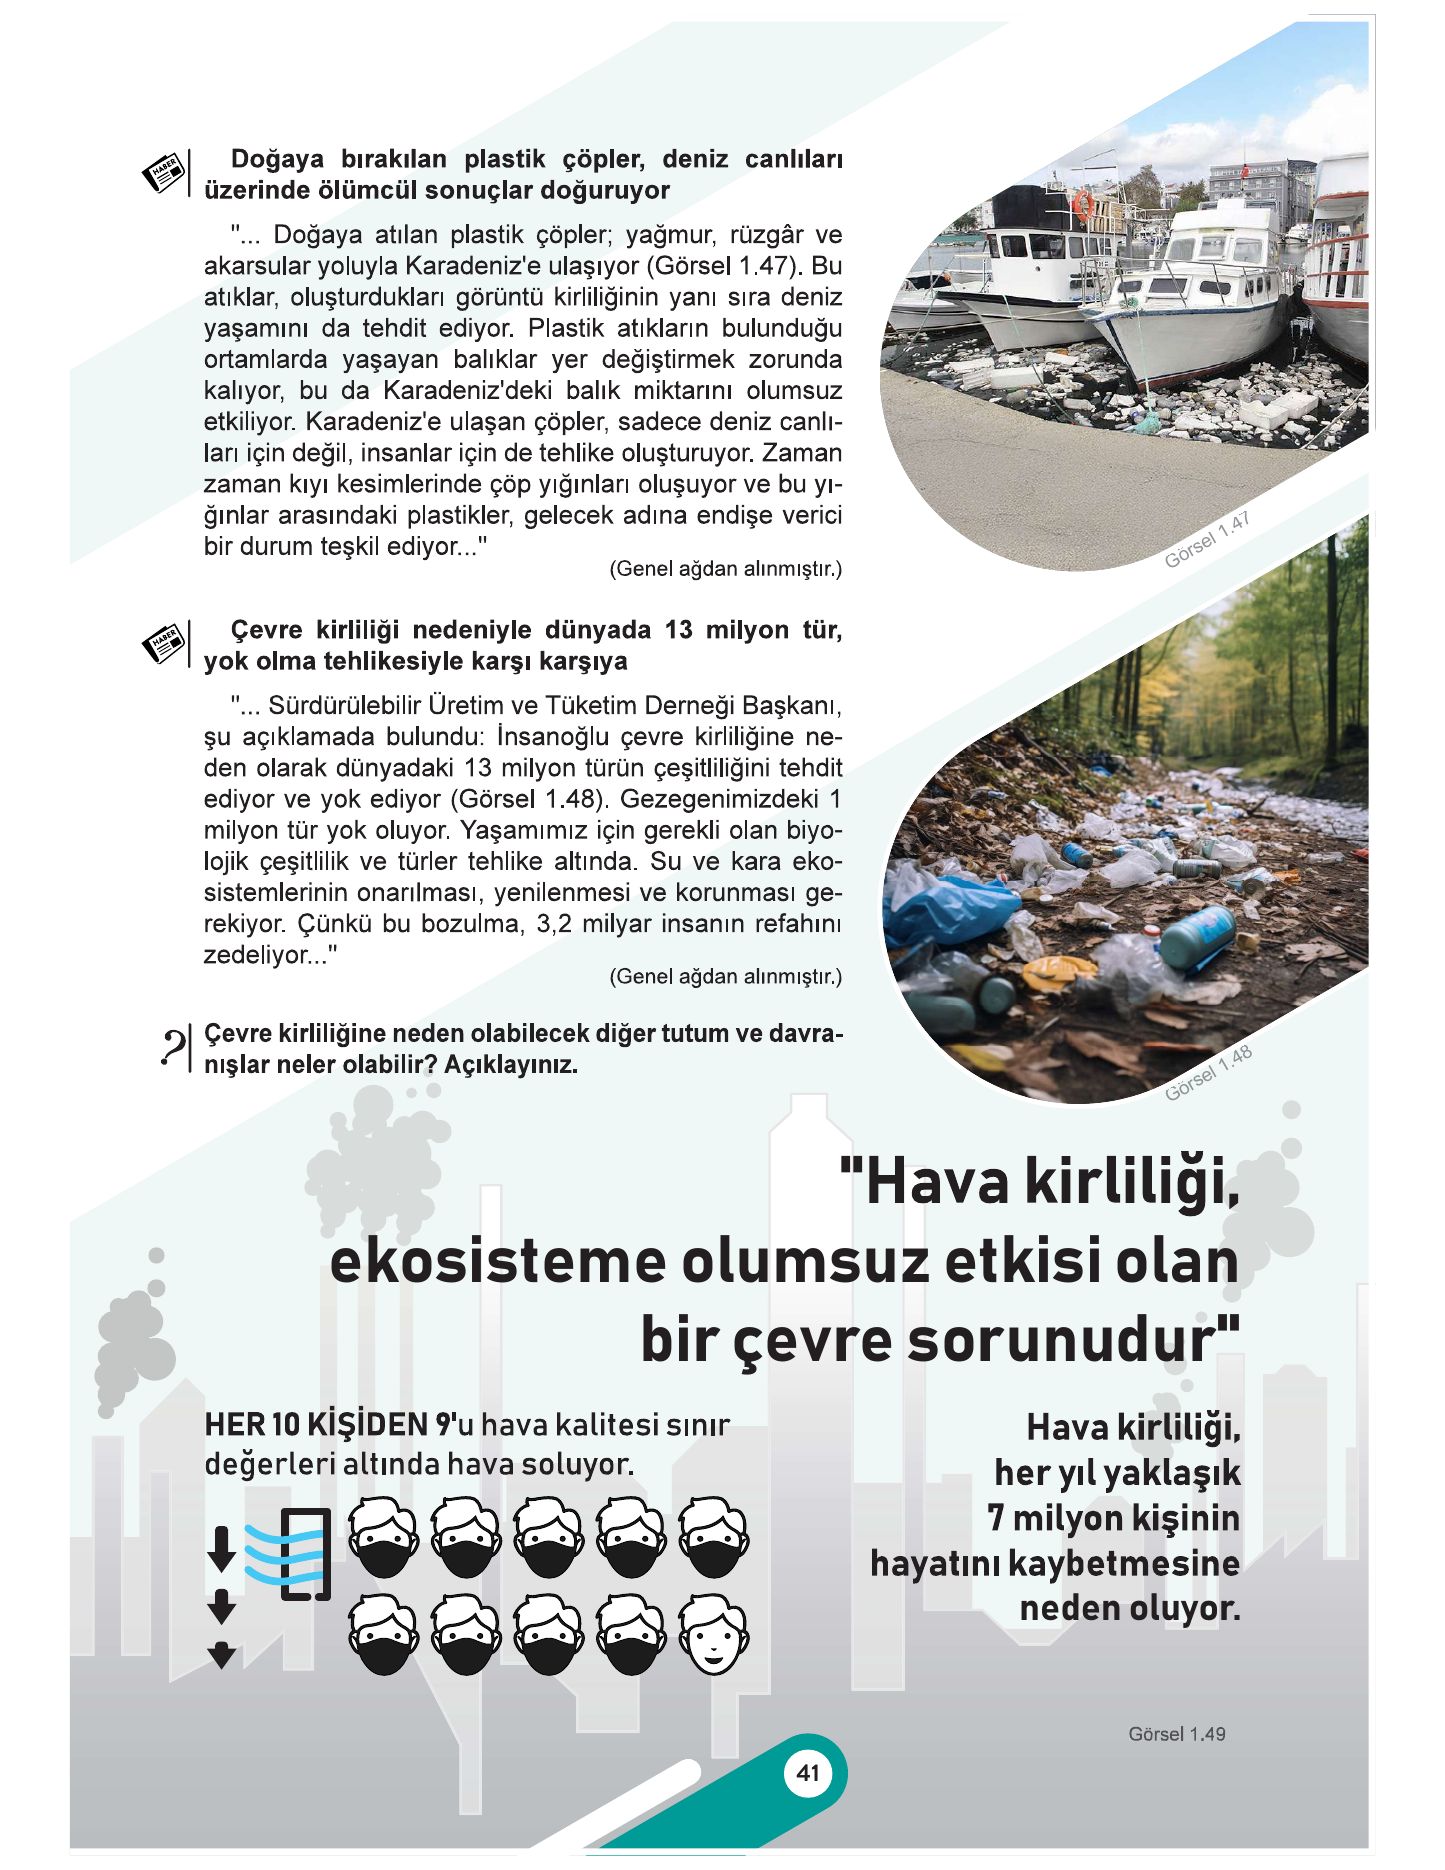 HABER
Doğaya bırakılan plastik çöpler, deniz canlıları
üzerinde ölümcül sonuçlar doğuruyor
"... Doğaya atılan plastik çöpler; yağmur, rüzgâr ve
akarsular yoluyla Karadeniz'e ulaşıyor (Görsel 1.47). Bu
atıklar, oluşturdukları görüntü kirliliğinin yanı sıra deniz
yaşamını da tehdit ediyor. Plastik atıkların bulunduğu
ortamlarda yaşayan balıklar yer değiştirmek zorunda
kalıyor, bu da Karadeniz'deki balık miktarını olumsuz
etkiliyor. Karadeniz'e ulaşan çöpler, sadece deniz canlı-
ları için değil, insanlar için de tehlike oluşturuyor. Zaman
zaman kıyı kesimlerinde çöp yığınları oluşuyor ve bu yı-
ğınlar arasındaki plastikler, gelecek adına endişe verici
bir durum teşkil ediyor..."
(Genel ağdan alınmıştır.)
Görsel 1.47
HABER
Çevre kirliliği nedeniyle dünyada 13 milyon tür,
yok olma tehlikesiyle karşı karşıya
"... Sürdürülebilir Üretim ve Tüketim Derneği Başkanı,
şu açıklamada bulundu: İnsanoğlu çevre kirliliğine ne-
den olarak dünyadaki 13 milyon türün çeşitliliğini tehdit
ediyor ve yok ediyor (Görsel 1.48). Gezegenimizdeki 1
milyon tür yok oluyor. Yaşamımız için gerekli olan biyo-
lojik çeşitlilik ve türler tehlike altında. Su ve kara eko-
sistemlerinin onarılması, yenilenmesi ve korunması ge-
rekiyor. Çünkü bu bozulma, 3,2 milyar insanın refahını
zedeliyor..."
(Genel ağdan alınmıştır.)
Görsel 1.48
?
Çevre kirliliğine neden olabilecek diğer tutum ve davra-
nışlar neler olabilir? Açıklayınız.
"Hava kirliliği,
ekosisteme olumsuz etkisi olan
bir çevre sorunudur"
HER 10 KİŞİDEN 9'u hava kalitesi sınır
değerleri altında hava soluyor.
Hava kirliliği,
her yıl yaklaşık
7 milyon kişinin
hayatını kaybetmesine
neden oluyor.
Görsel 1.49
41